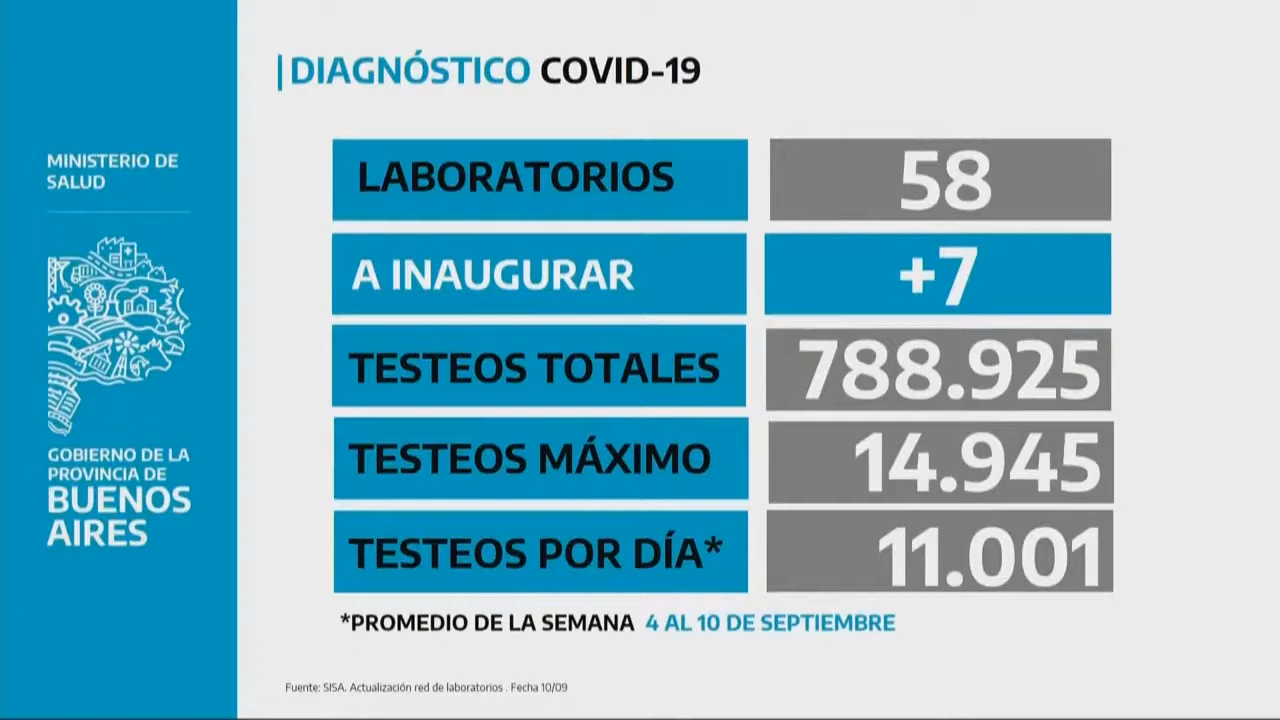 MINISTERIO DE
SALUD
GOBIERNO DE LA
PROVINCIA DE
BUENOS
AIRES
|DIAGNÓSTICO COVID-19
LABORATORIOS 58
A INAUGURAR +7
TESTEOS TOTALES 788.925
TESTEOS MÁXIMO 14.945
TESTEOS POR DÍA* 11.001
*PROMEDIO DE LA SEMANA 4 AL 10 DE SEPTIEMBRE
Fuente: SISA. Actualización red de laboratorios . Fecha 10/09